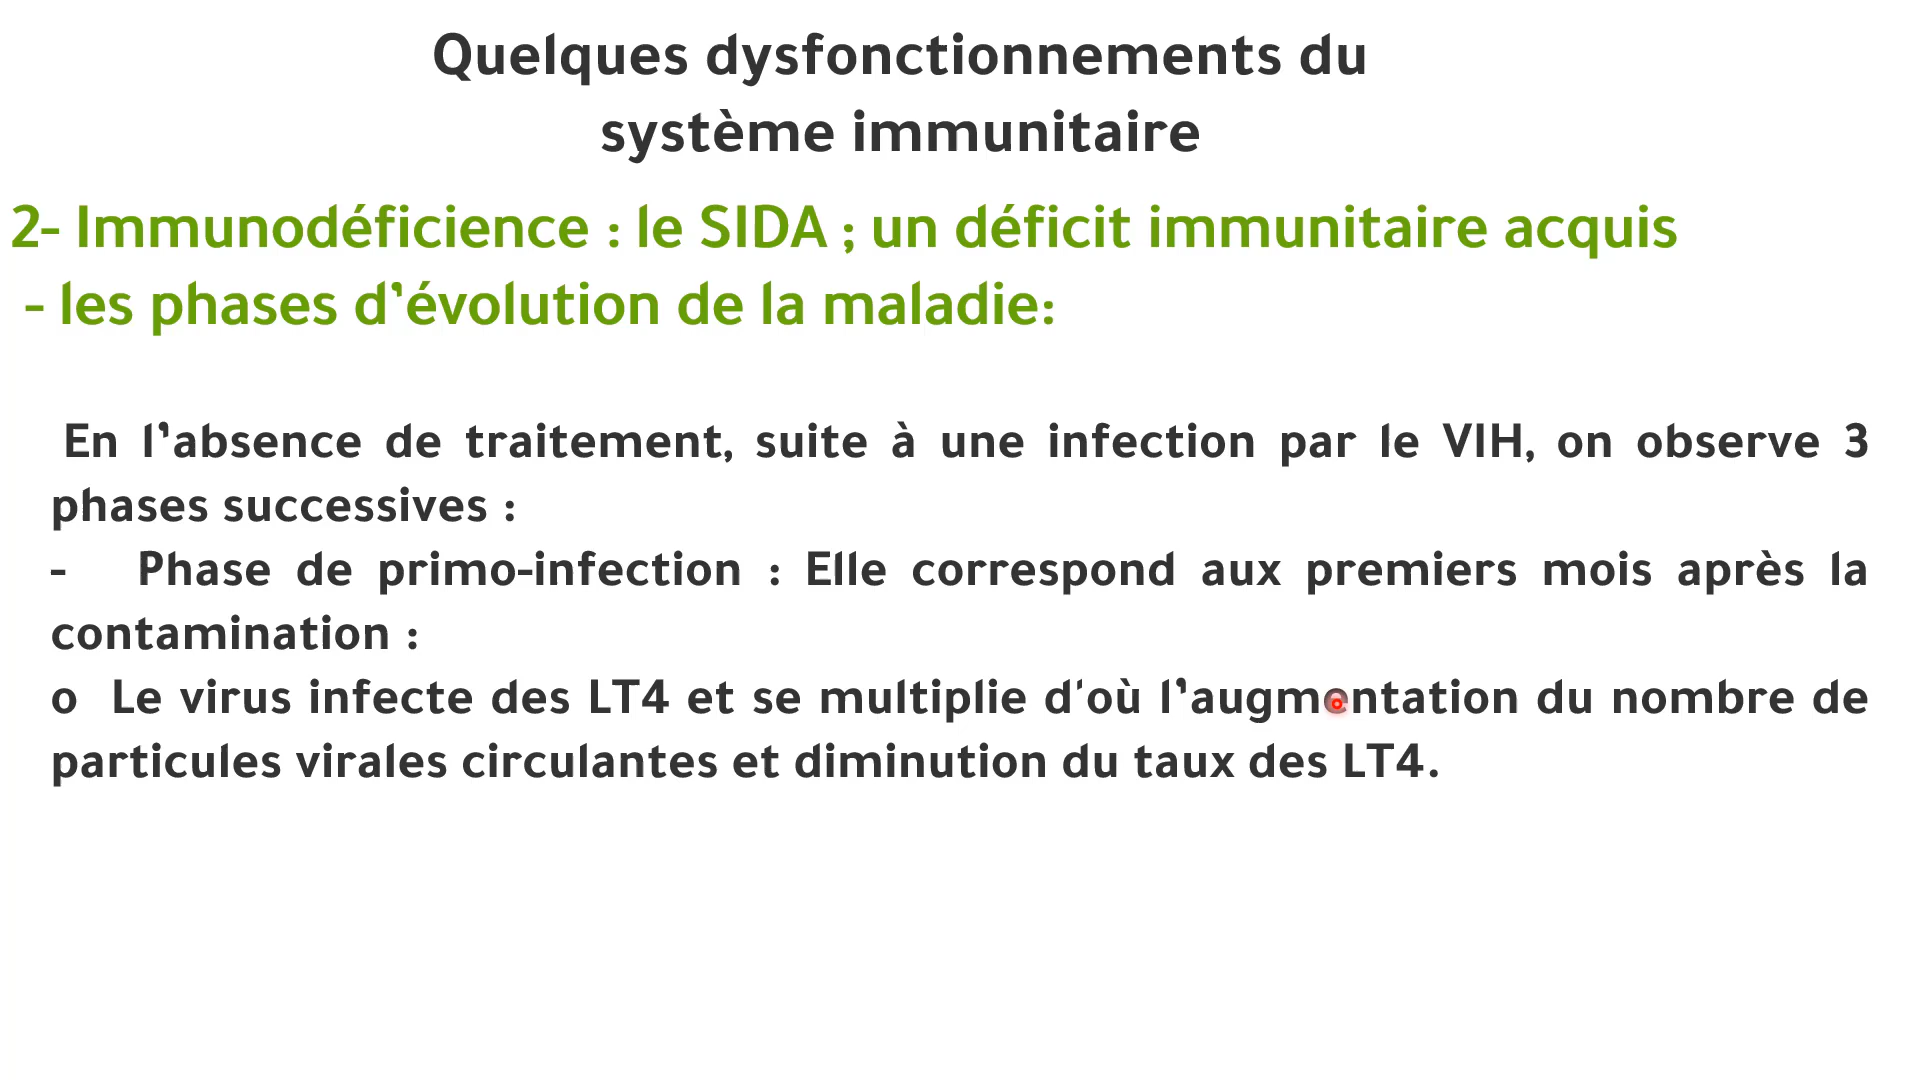 Quelques dysfonctionnements du
système immunitaire
2- Immunodéficience : le SIDA ; un déficit immunitaire acquis
- les phases d’évolution de la maladie:
En l’absence de traitement, suite à une infection par le VIH, on observe 3
phases successives :
- Phase de primo-infection : Elle correspond aux premiers mois après la
contamination :
o Le virus infecte des LT4 et se multiplie d'où l’augmentation du nombre de
particules virales circulantes et diminution du taux des LT4.